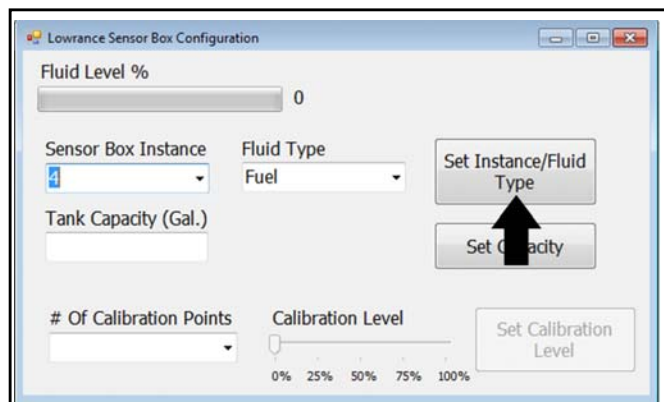 Lowrance Sensor Box Configuration
Fluid Level %
0
Sensor Box Instance
Fluid Type
4
Fuel
Set Instance/Fluid
Type
Tank Capacity (Gal.)
Set Capacity
# Of Calibration Points
Calibration Level
0% 25% 50% 75% 100%
Set Calibration
Level